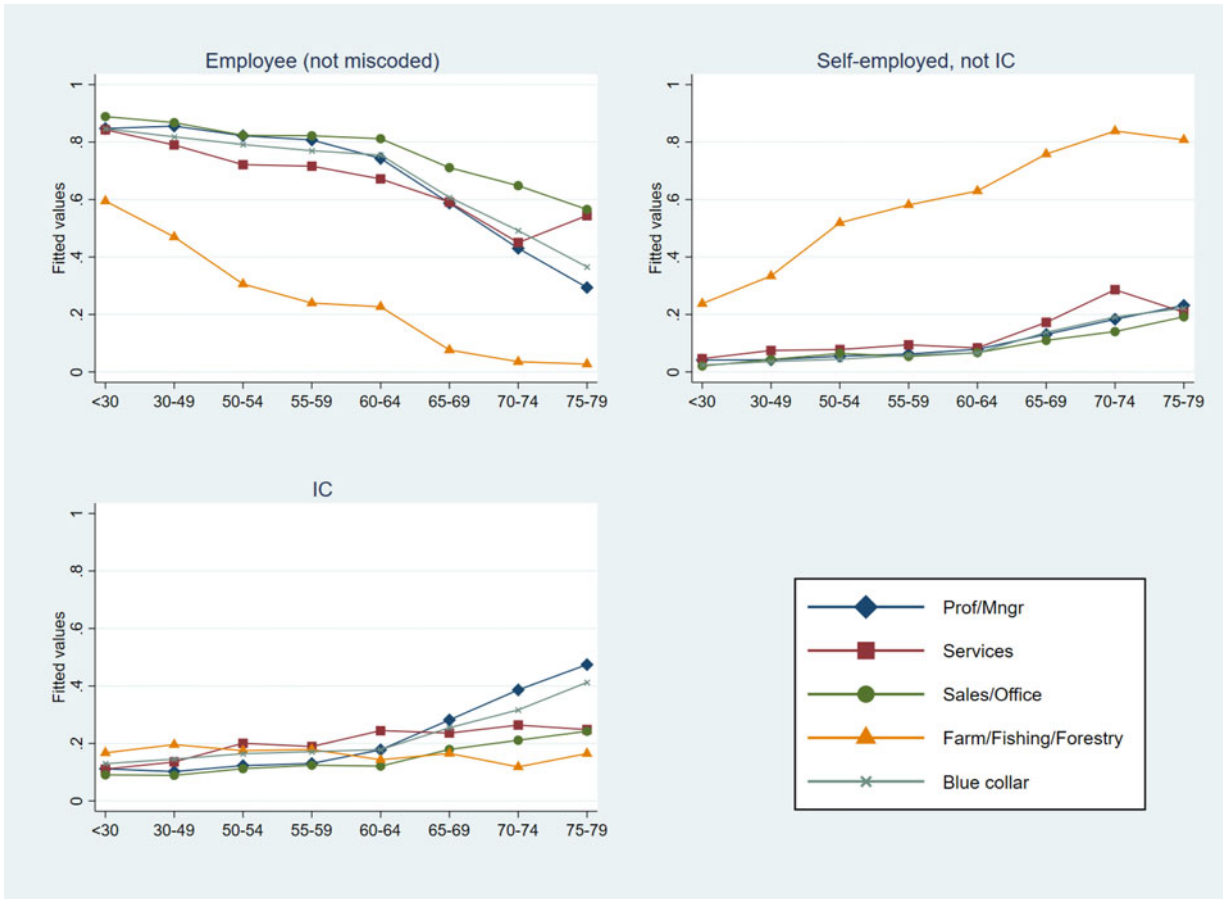 Employee (not miscoded)
Fitted values
1
.8
.6
.4
.2
0
<30 30-49 50-54 55-59 60-64 65-69 70-74 75-79
Self-employed, not IC
Fitted values
1
.8
.6
.4
.2
0
<30 30-49 50-54 55-59 60-64 65-69 70-74 75-79
IC
Fitted values
1
.8
.6
.4
.2
0
<30 30-49 50-54 55-59 60-64 65-69 70-74 75-79
Prof/Mngr
Services
Sales/Office
Farm/Fishing/Forestry
Blue collar